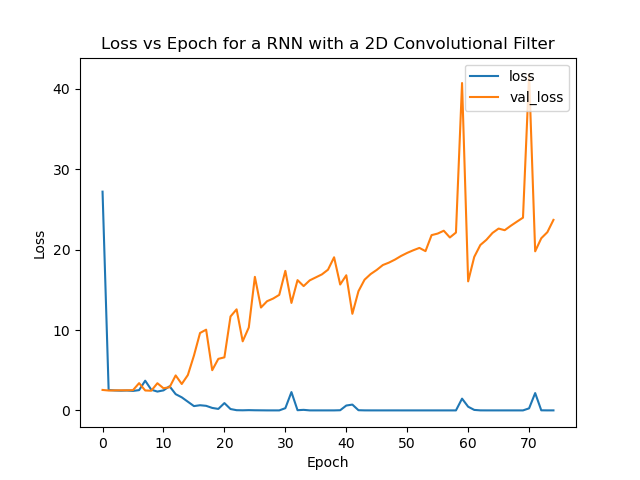 Loss vs Epoch for a RNN with a 2D Convolutional Filter
loss
val_loss
40
30
20
10
0
Loss
0 10 20 30 40 50 60 70
Epoch